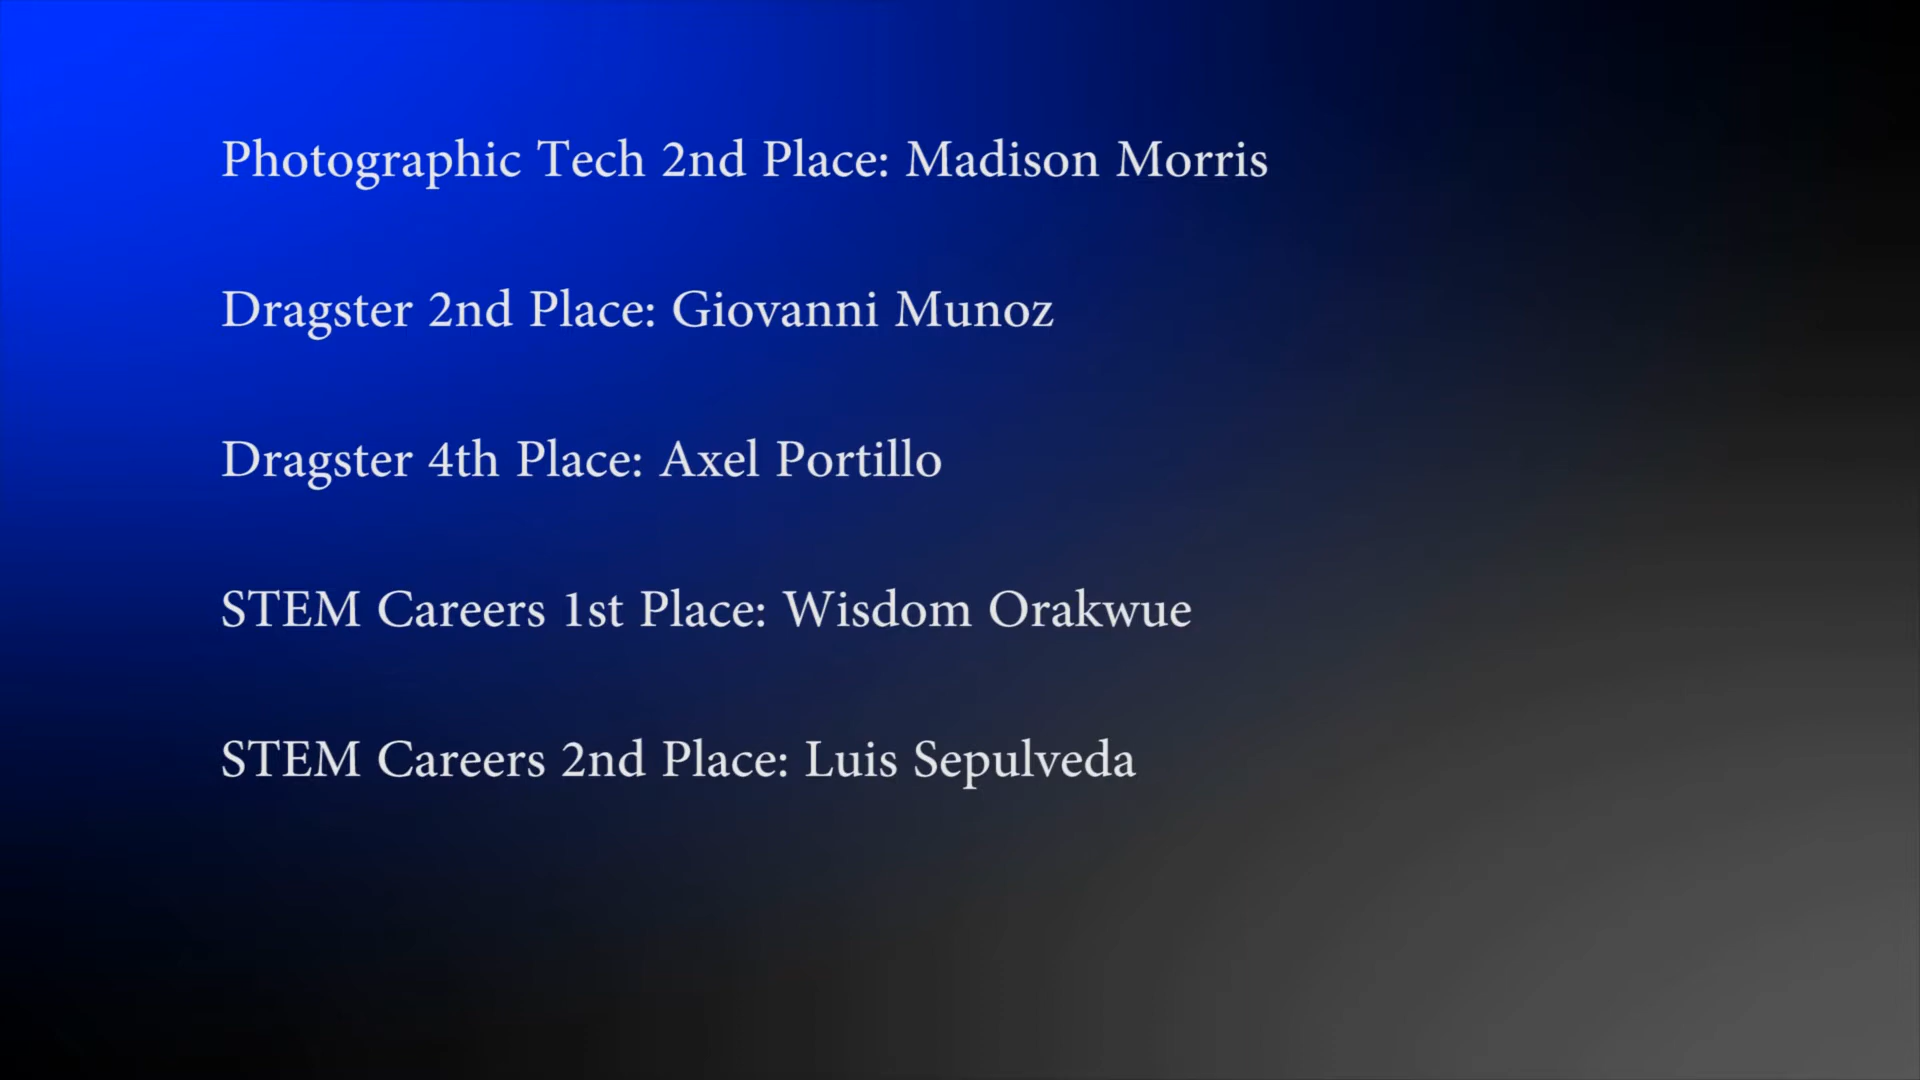 Photographic Tech 2nd Place: Madison Morris
Dragster 2nd Place: Giovanni Munoz
Dragster 4th Place: Axel Portillo
STEM Careers 1st Place: Wisdom Orakwue
STEM Careers 2nd Place: Luis Sepulveda